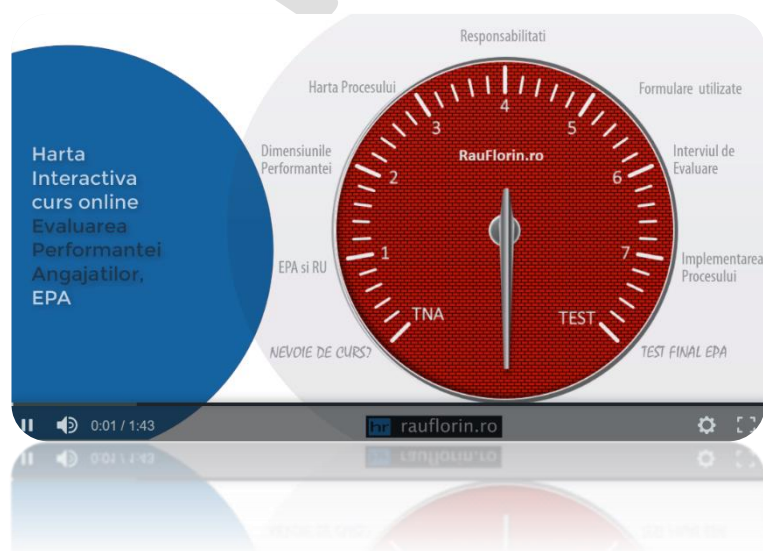 Harta
Interactiva
curs online
Evaluarea
Performantei
Angajatilor,
EPA
Responsabilitati
Harta Procesului
Formulare utilizate
Dimensiunile
Performantei
Interviul de
Evaluare
EPA si RU
Implementarea
Procesului
NEVOIE DE CURS?
TEST FINAL EPA
RauFlorin.ro
1
2
3
4
5
6
7
TNA
TEST
0:01 / 1:43
hr rauflorin.ro